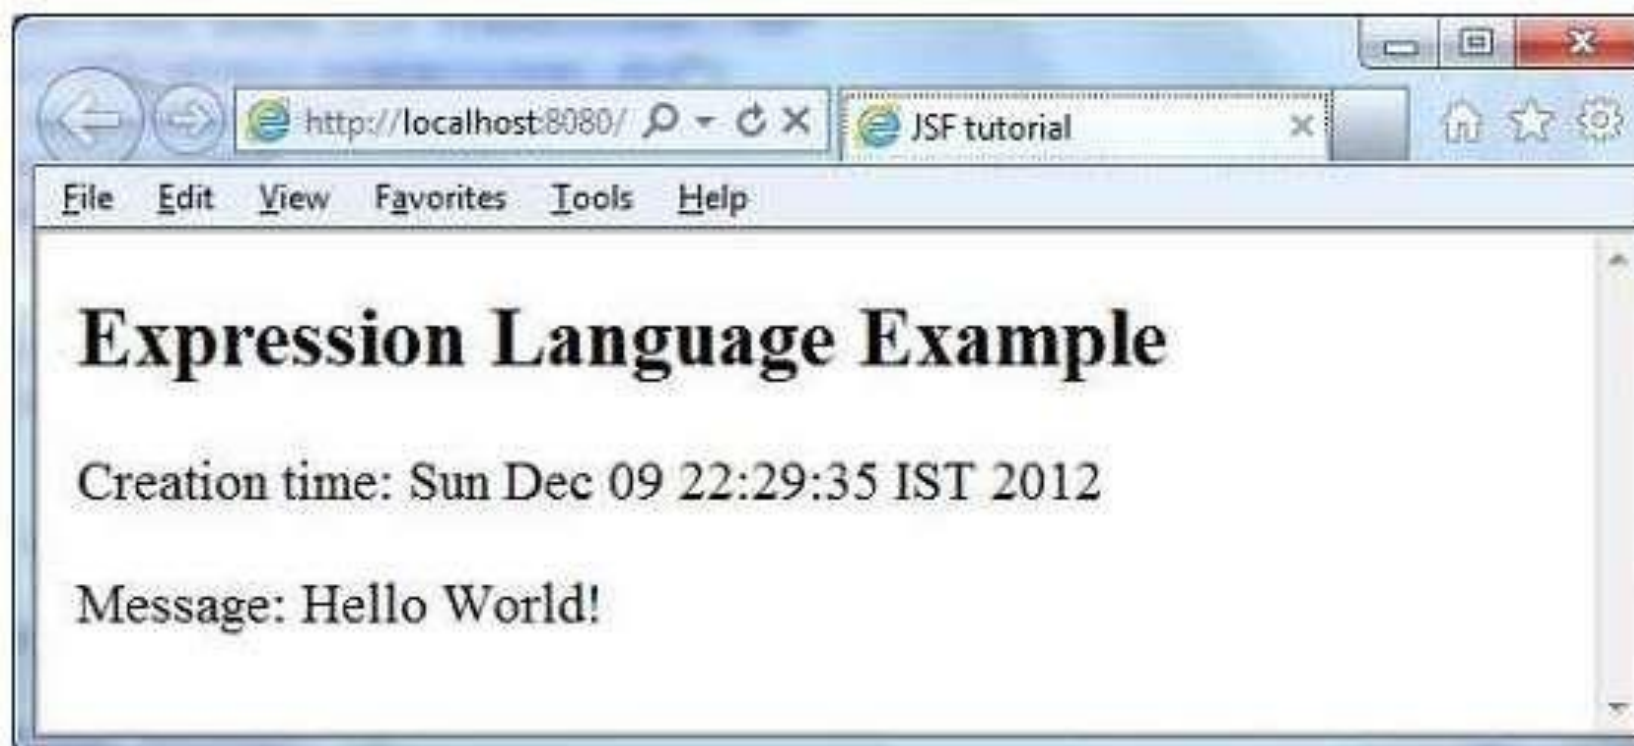 http://localhost:8080/
JSF tutorial
File Edit View Favorites Tools Help
Expression Language Example
Creation time: Sun Dec 09 22:29:35 IST 2012
Message: Hello World!